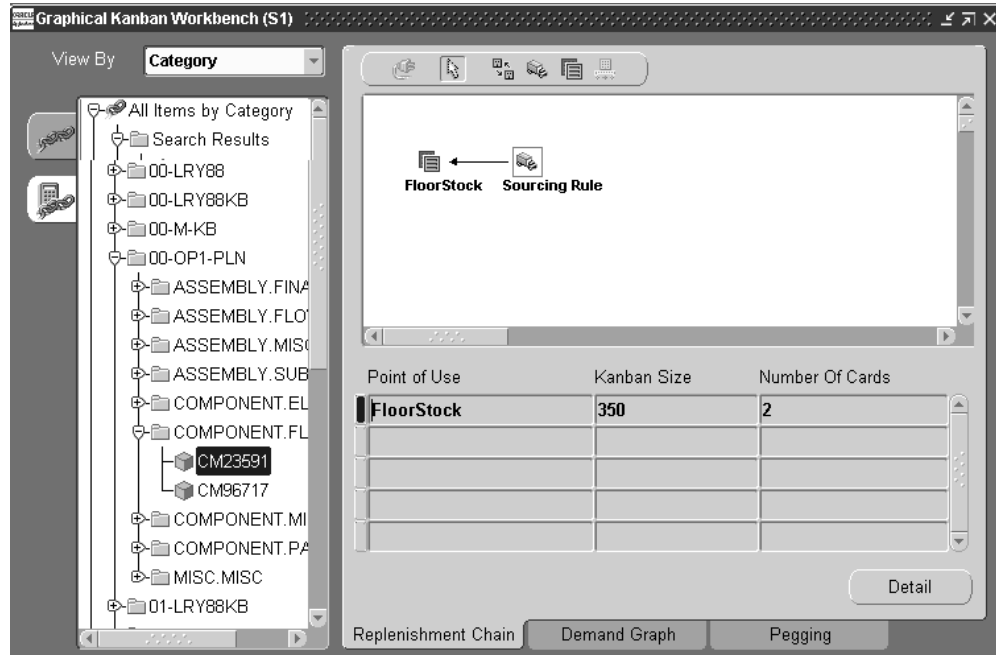 Graphical Kanban Workbench (S1)
View By
Category
All Items by Category
Search Results
00-LRY88
00-LRY88KB
00-M-KB
00-OP1-PLN
ASSEMBLY.FINA
ASSEMBLY.FLO
ASSEMBLY.MISC
ASSEMBLY.SUB
COMPONENT.EL
COMPONENT.FL
CM23591
CM96717
COMPONENT.MI
COMPONENT.PA
MISC.MISC
01-LRY88KB
FloorStock Sourcing Rule
Point of Use Kanban Size Number Of Cards
FloorStock 350 2
Detail
Replenishment Chain Demand Graph Pegging